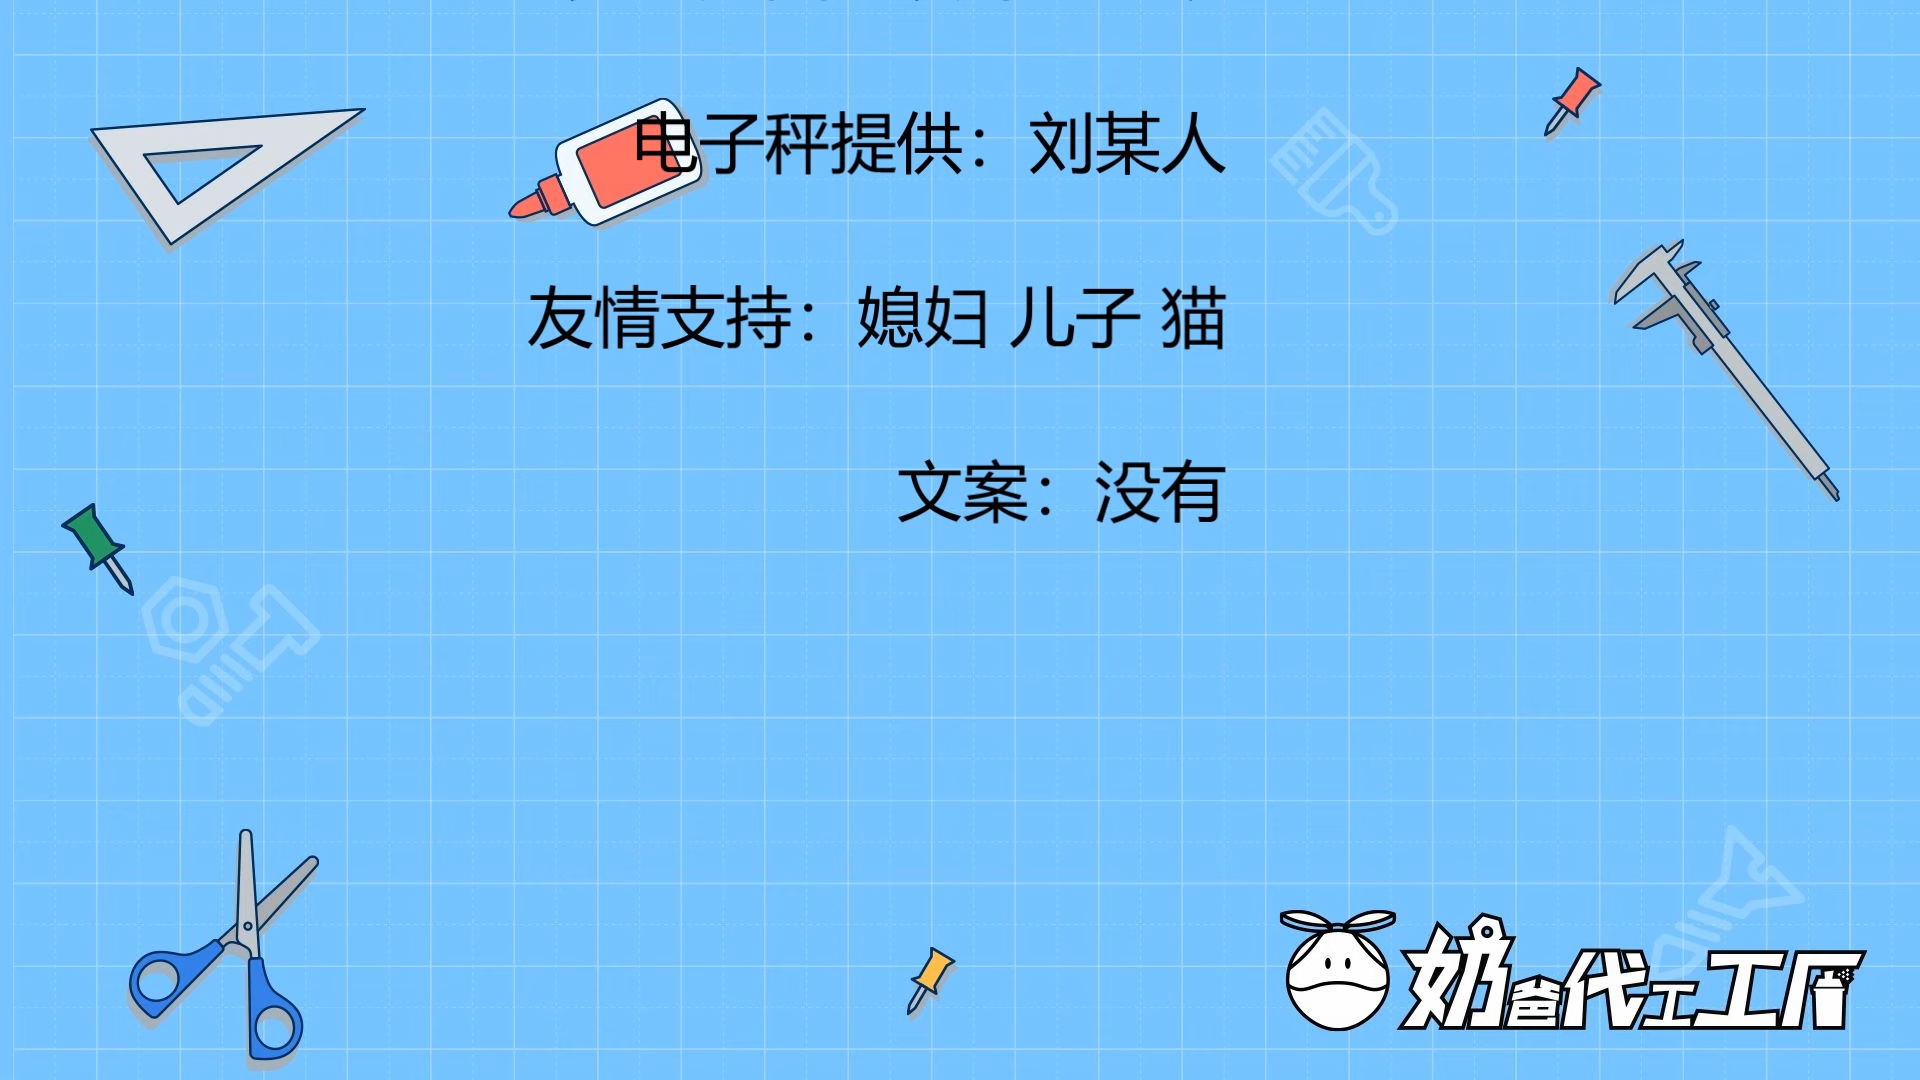 电子秤提供：刘某人
友情支持：媳妇 儿子 猫
文案：没有
奶爸代工工厂